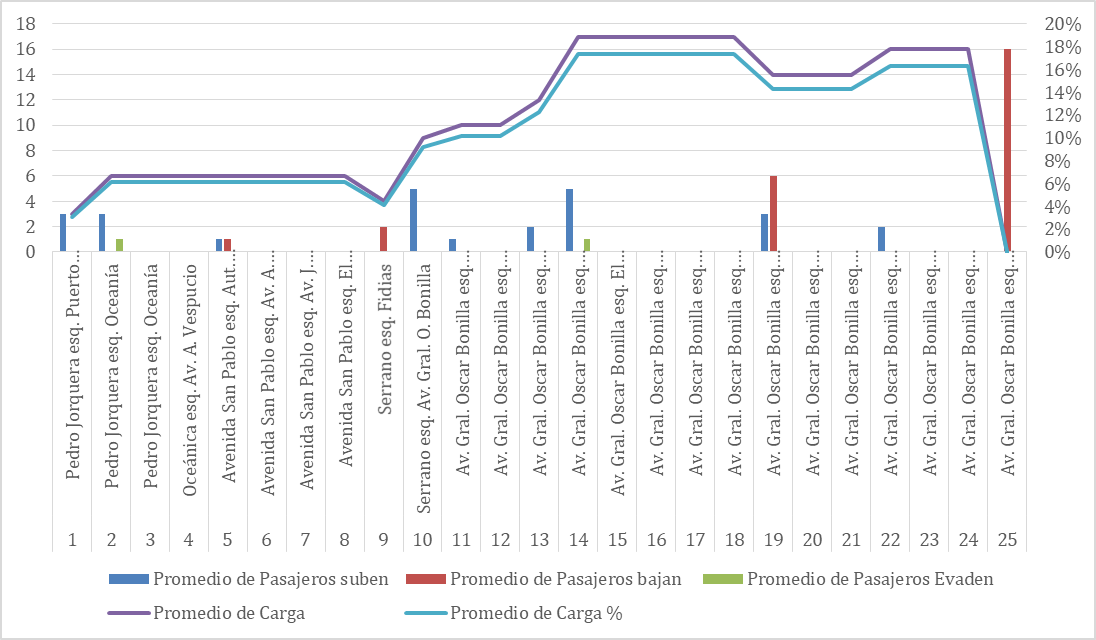 18
16
14
12
10
8
6
4
2
0
20%
18%
16%
14%
12%
10%
8%
6%
4%
2%
0%
Pedro Jorquera esq. Puerto…
Pedro Jorquera esq. Oceanía
Pedro Jorquera esq. Oceanía
Oceánica esq. Av. A. Vespucio
Avenida San Pablo esq. Aut.…
Avenida San Pablo esq. Av. A.…
Avenida San Pablo esq. Av. J.…
Avenida San Pablo esq. El…
Serrano esq. Fidias
Serrano esq. Av. Gral. O. Bonilla
Av. Gral. Oscar Bonilla esq.…
Av. Gral. Oscar Bonilla esq.…
Av. Gral. Oscar Bonilla esq.…
Av. Gral. Oscar Bonilla esq.…
Av. Gral. Oscar Bonilla esq. El…
Av. Gral. Oscar Bonilla esq.…
Av. Gral. Oscar Bonilla esq.…
Av. Gral. Oscar Bonilla esq.…
Av. Gral. Oscar Bonilla esq.…
Av. Gral. Oscar Bonilla esq.…
Av. Gral. Oscar Bonilla esq.…
Av. Gral. Oscar Bonilla esq.…
Av. Gral. Oscar Bonilla esq.…
Av. Gral. Oscar Bonilla esq.…
Av. Gral. Oscar Bonilla esq.…
1 2 3 4 5 6 7 8 9 10 11 12 13 14 15 16 17 18 19 20 21 22 23 24 25
Promedio de Pasajeros suben Promedio de Pasajeros bajan Promedio de Pasajeros Evaden
Promedio de Carga Promedio de Carga %